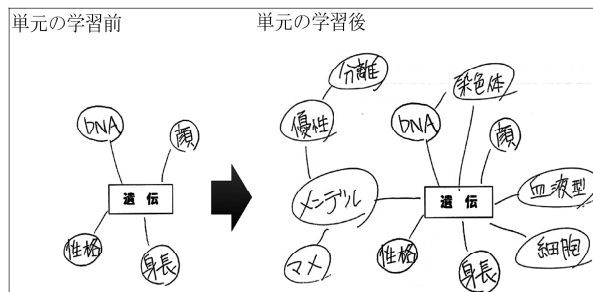 単元の学習前
DNA
顔
遺伝
性格
身長
単元の学習後
分離
優性
メンデル
マメ
DNA
染色体
顔
遺伝
血液型
細胞
性格
身長